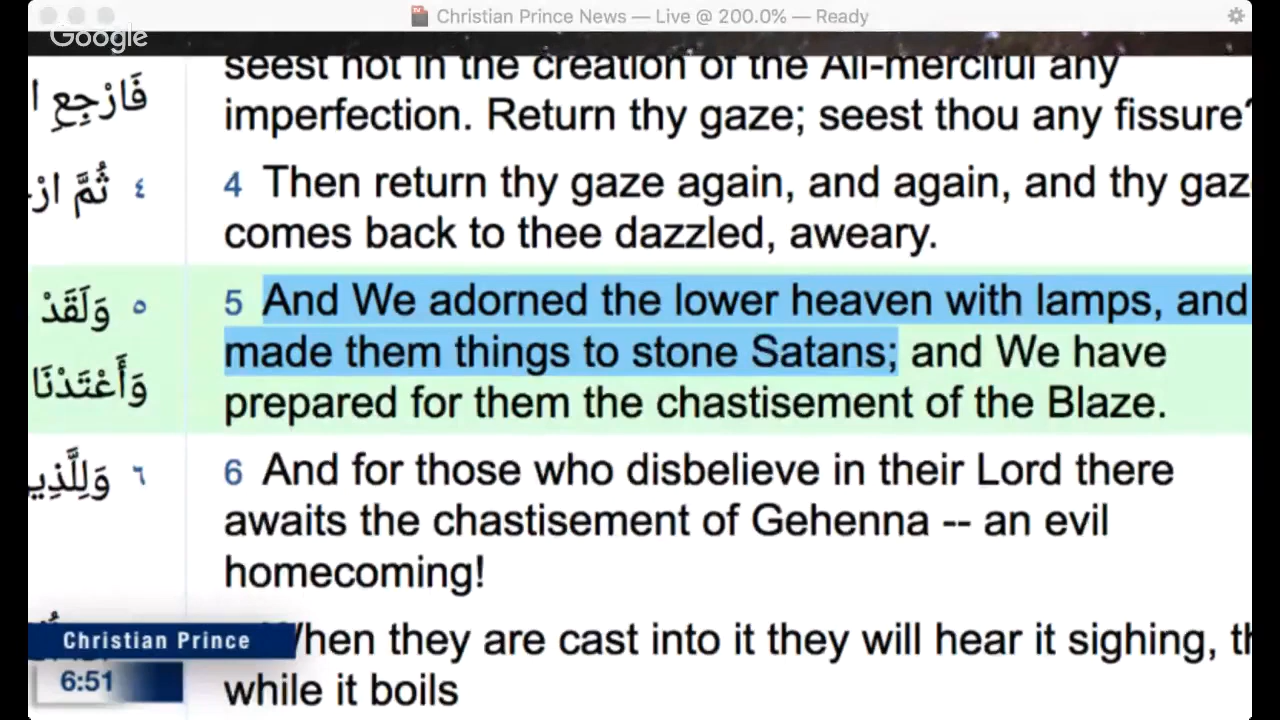 Christian Prince News — Live @ 200.0% — Ready
Google
seest not in the creation of the All-merciful any
فَارْجِعِ ا
imperfection. Return thy gaze; seest thou any fissure?
٤ ثُمَّ ارْ
4 Then return thy gaze again, and again, and thy gaz
comes back to thee dazzled, aweary.
٥ وَلَقَدْ
5 And We adorned the lower heaven with lamps, and
made them things to stone Satans; and We have
وَأَعْتَدْنَا
prepared for them the chastisement of the Blaze.
٦ وَلِلَّذِي
6 And for those who disbelieve in their Lord there
awaits the chastisement of Gehenna -- an evil
homecoming!
Christian Prince
When they are cast into it they will hear it sighing, th
6:51
while it boils